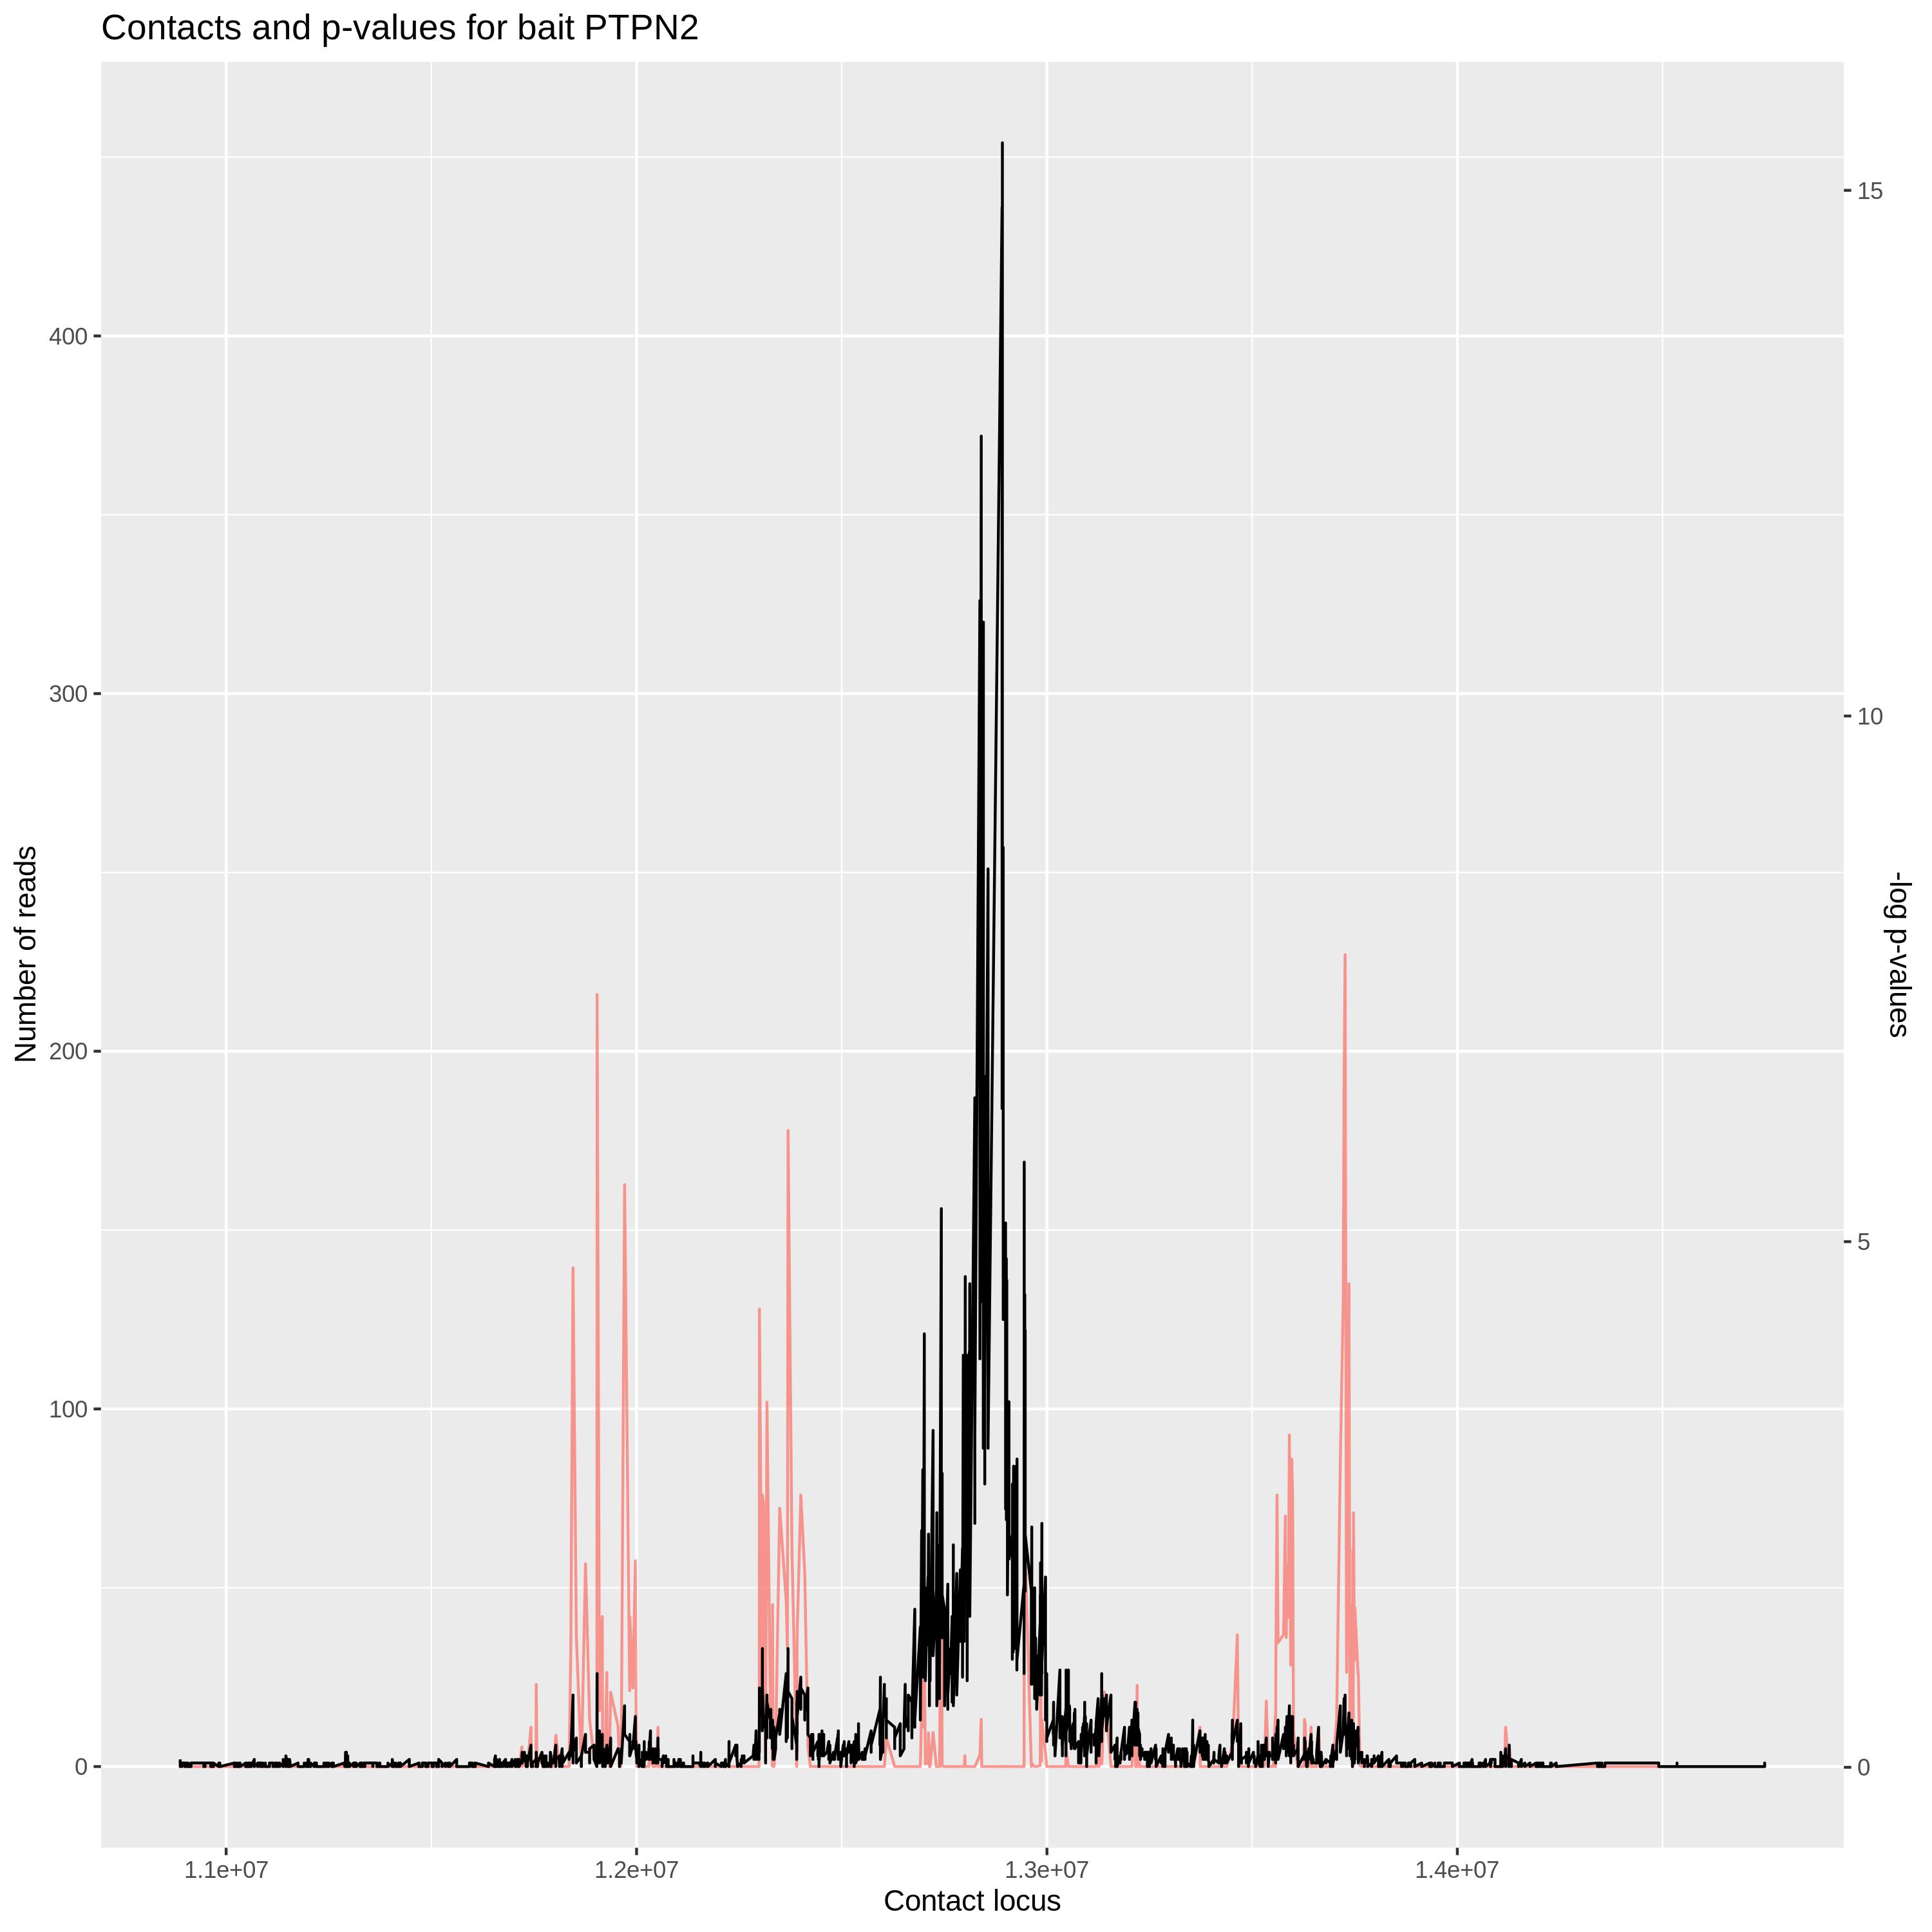 Contacts and p-values for bait PTPN2
Number of reads
400
300
200
100
0
15
10
5
0
-log p-values
1.1e+07
1.2e+07
1.3e+07
1.4e+07
Contact locus